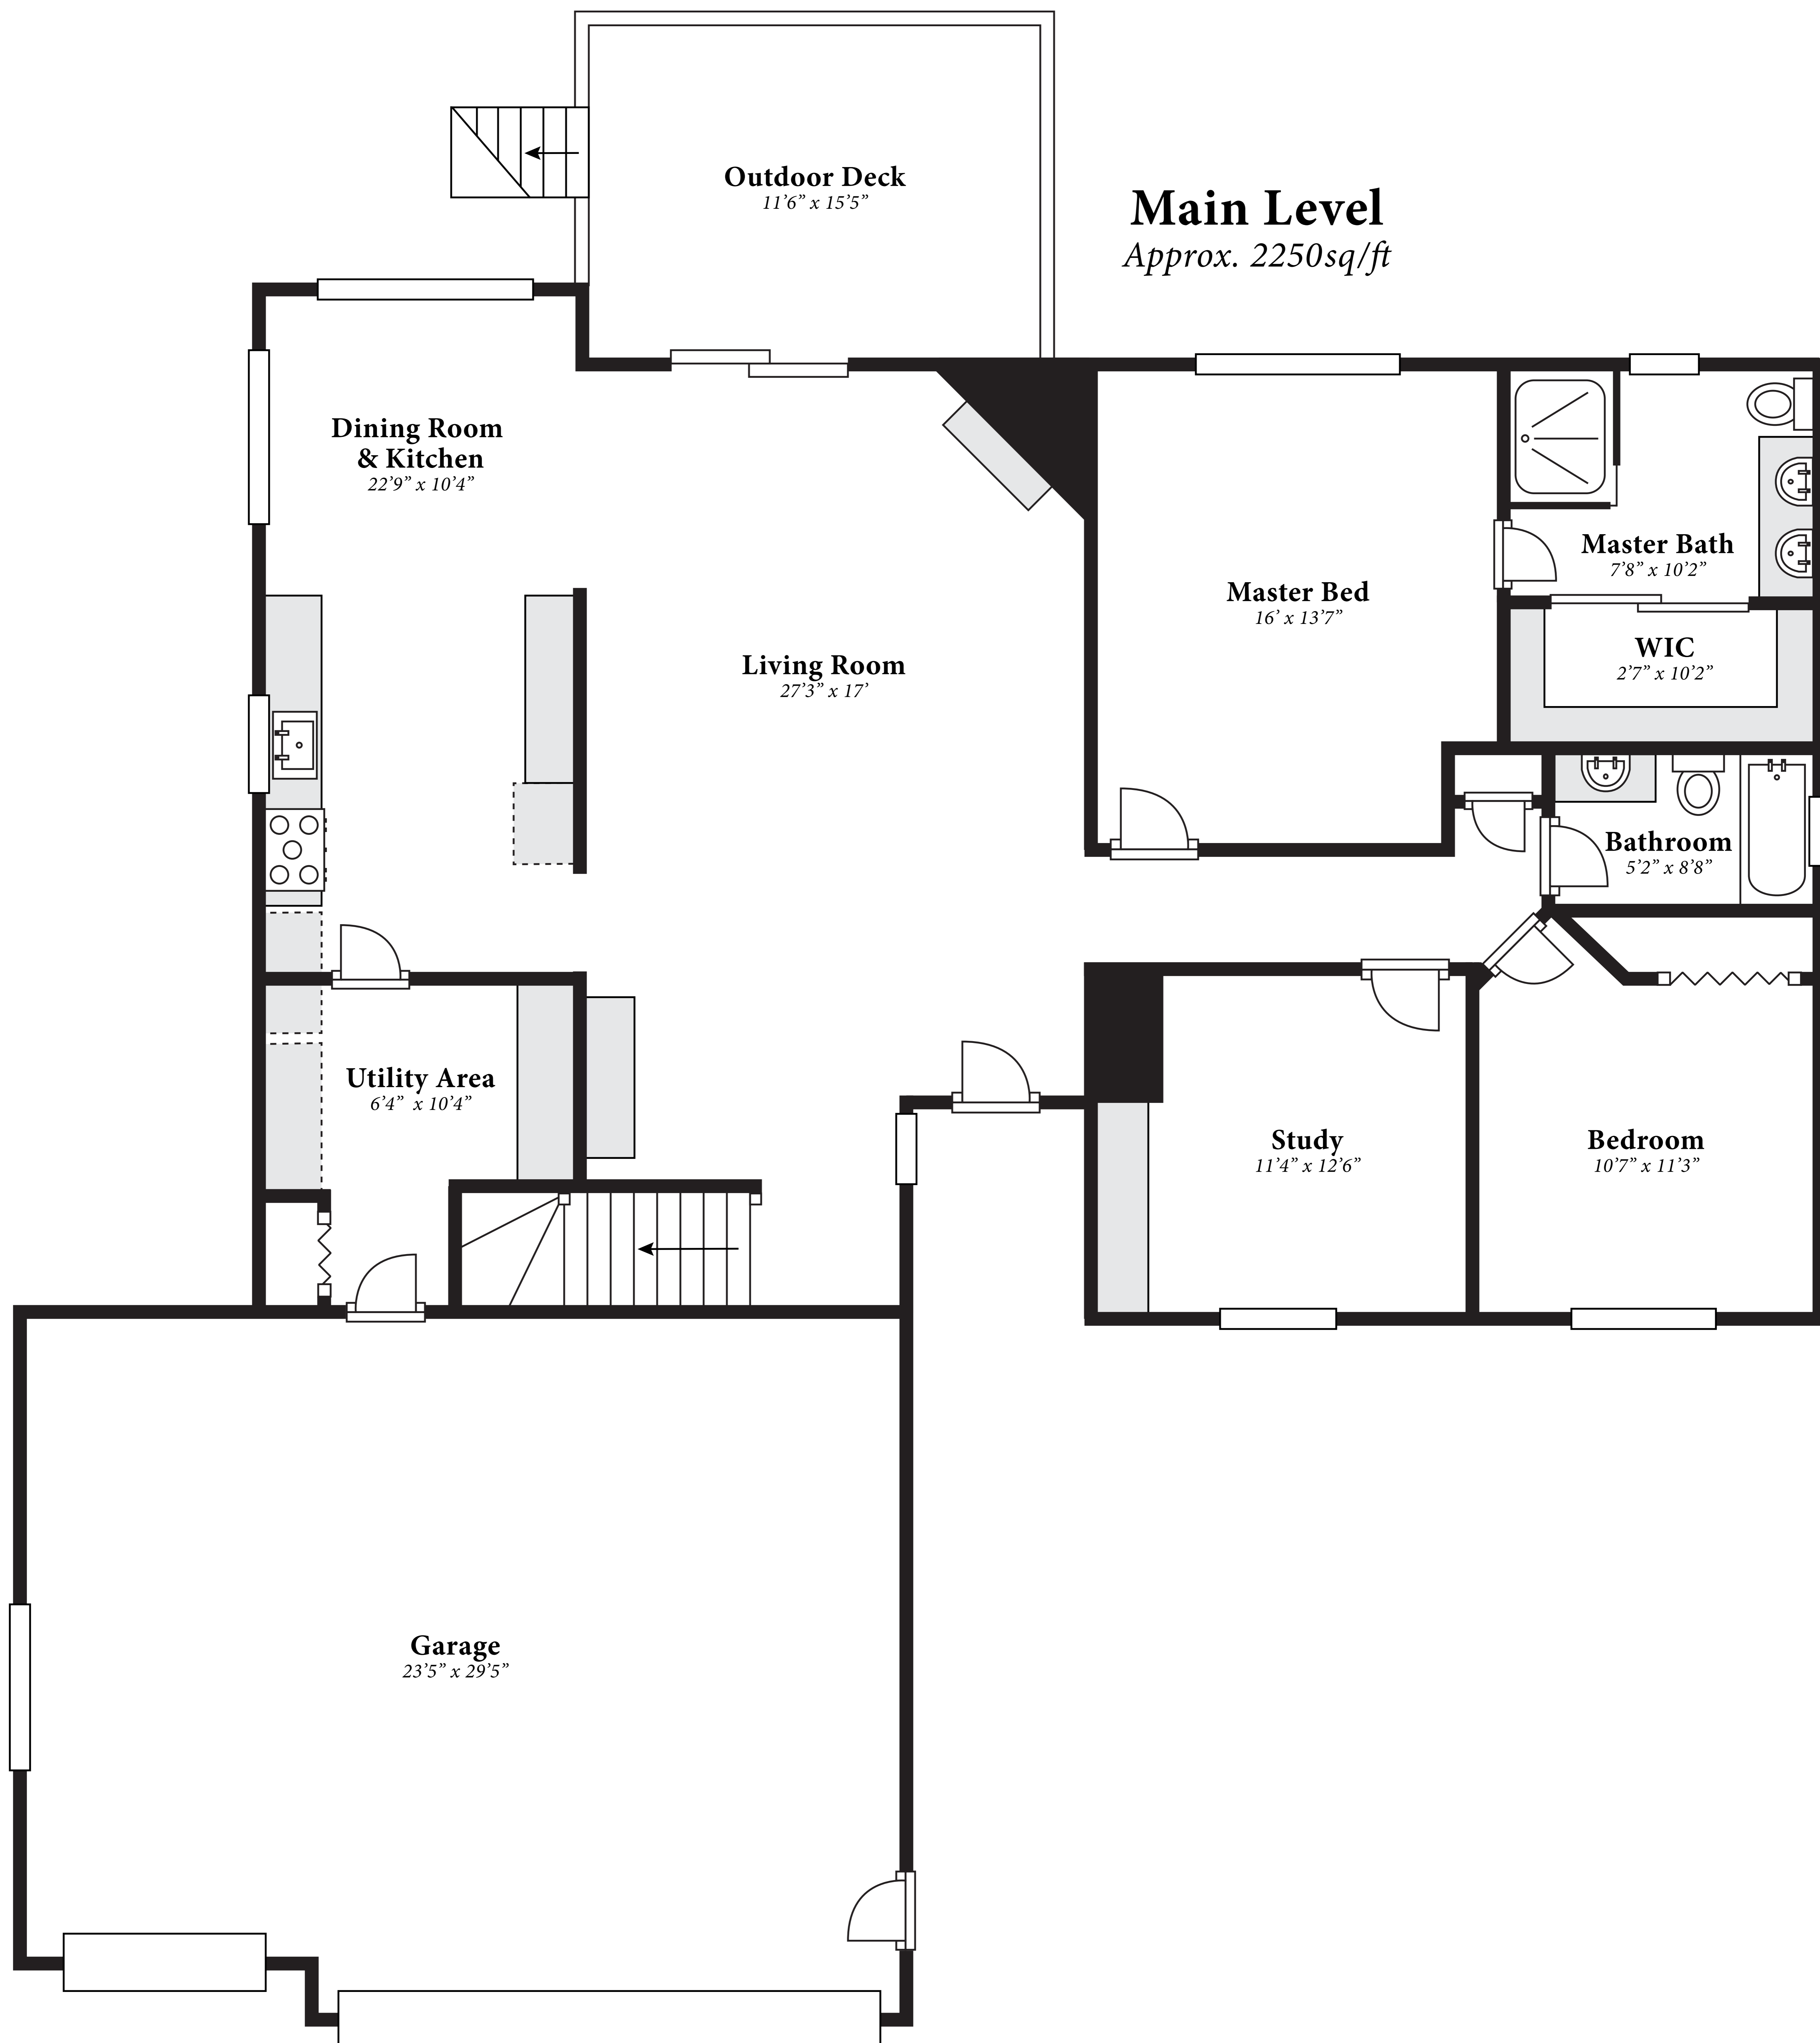 Outdoor Deck
11’6” x 15’5”
Main Level
Approx. 2250sq/ft
Dining Room
& Kitchen
22’9” x 10’4”
Master Bath
7’8” x 10’2”
Master Bed
16’ x 13’7”
WIC
2’7” x 10’2”
Living Room
27’3” x 17’
Bathroom
5’2” x 8’8”
Utility Area
6’4”  x 10’4”
Study
11’4” x 12’6”
Bedroom
10’7” x 11’3”
Garage
23’5” x 29’5”